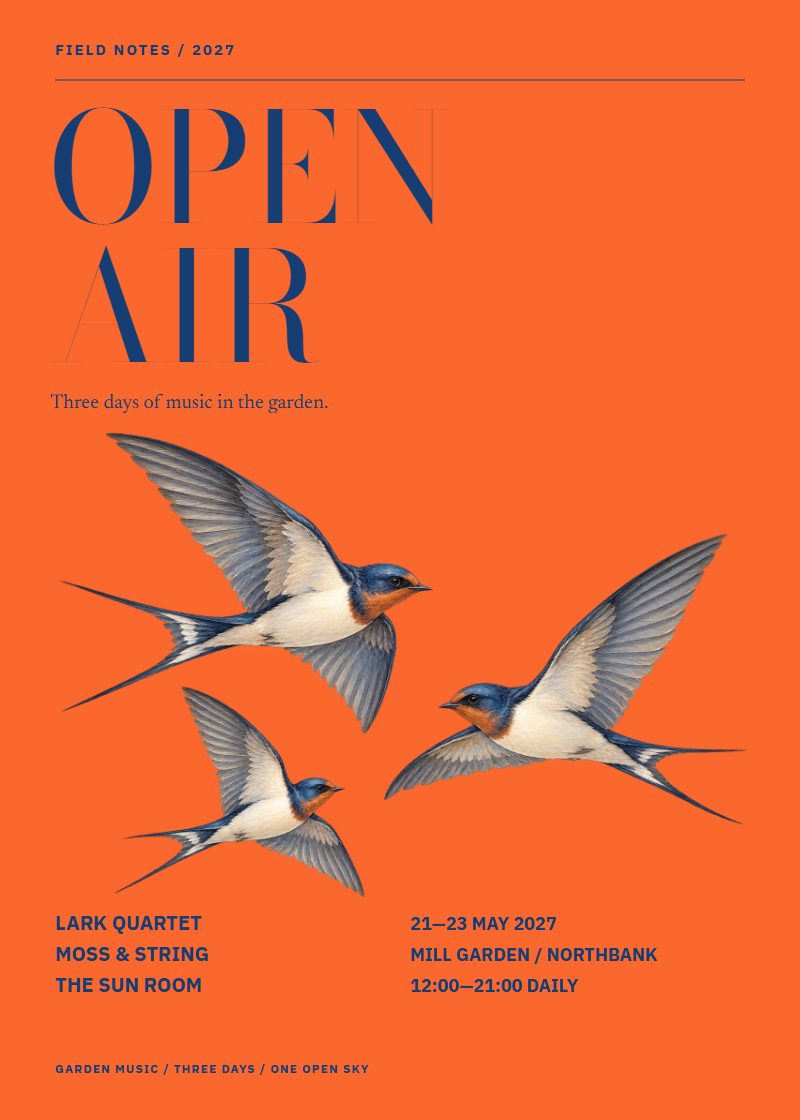 FIELD NOTES / 2027
OPEN
AIR
Three days of music in the garden.
LARK QUARTET
MOSS & STRING
THE SUN ROOM
21—23 MAY 2027
MILL GARDEN / NORTHBANK
12:00—21:00 DAILY
GARDEN MUSIC / THREE DAYS / ONE OPEN SKY